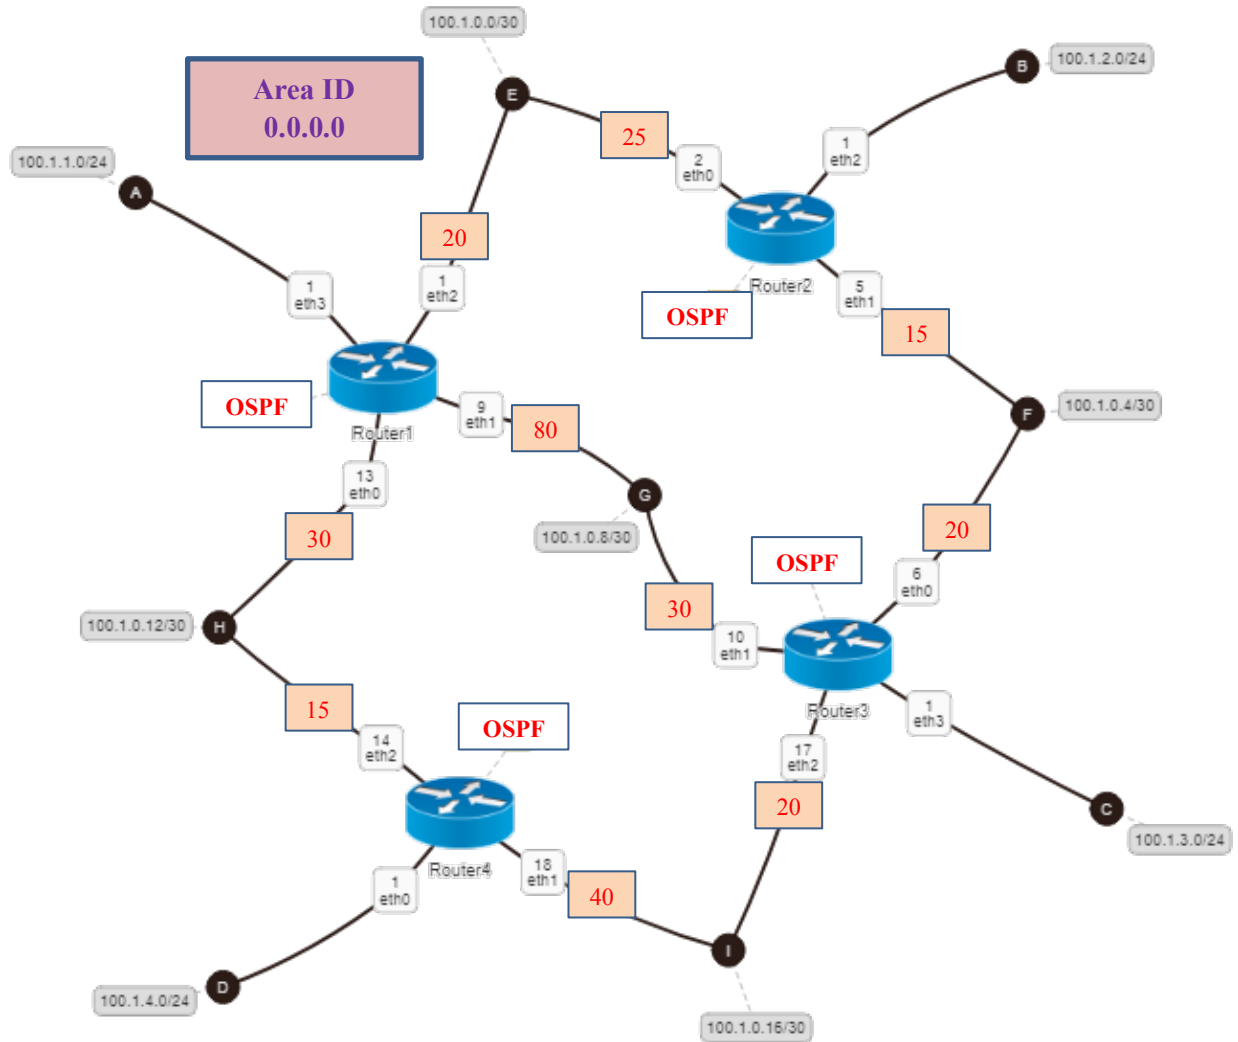 100.1.0.0/30
Area ID
0.0.0.0
E
B
100.1.2.0/24
25
1
eth2
100.1.1.0/24
A
2
eth0
20
1
eth3
1
eth2
Router2
5
eth1
OSPF
15
OSPF
Router1
9
eth1
80
F
100.1.0.4/30
13
eth0
G
100.1.0.8/30
30
20
OSPF
6
eth0
30
100.1.0.12/30
H
10
eth1
Router3
1
eth3
15
OSPF
14
eth2
17
eth2
20
C
100.1.3.0/24
Router4
18
eth1
1
eth0
40
I
D
100.1.4.0/24
100.1.0.16/30